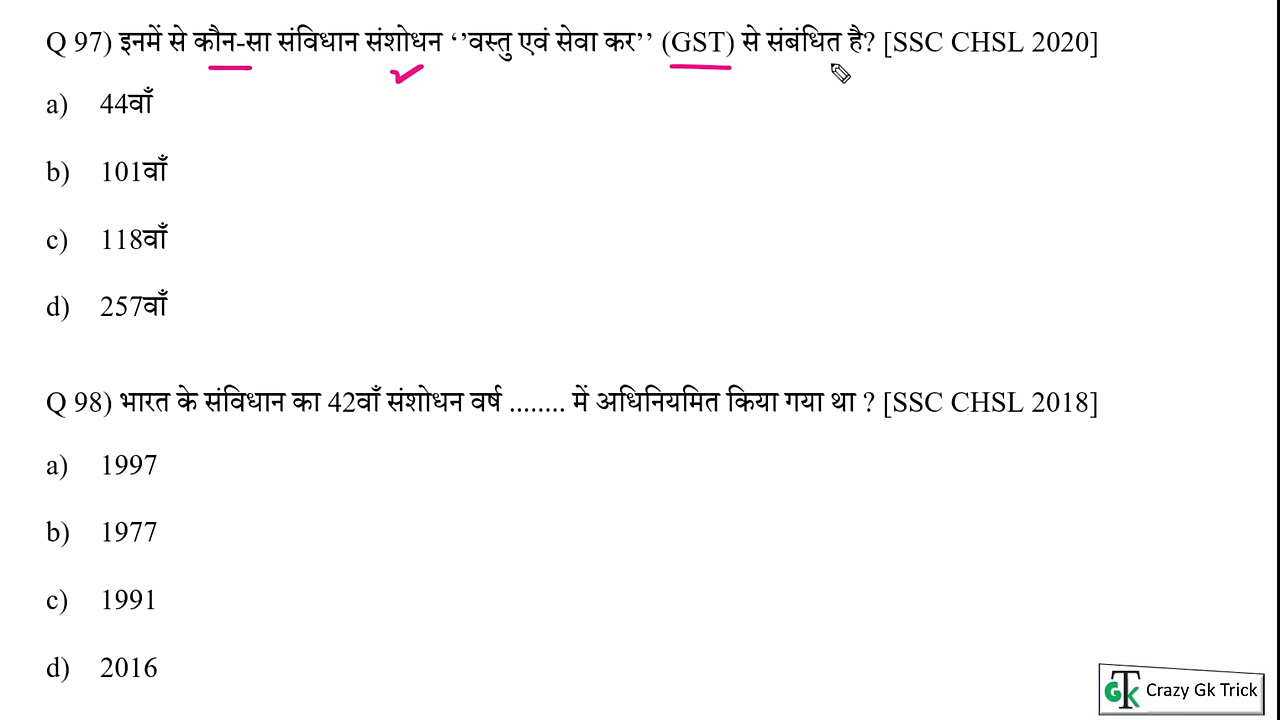 Q 97) इनमें से कौन-सा संविधान संशोधन ‘’वस्तु एवं सेवा कर’’ (GST) से संबंधित है? [SSC CHSL 2020]
a) 44वाँ
b) 101वाँ
c) 118वाँ
d) 257वाँ
Q 98) भारत के संविधान का 42वाँ संशोधन वर्ष ........ में अधिनियमित किया गया था ? [SSC CHSL 2018]
a) 1997
b) 1977
c) 1991
d) 2016
GTK Crazy Gk Trick